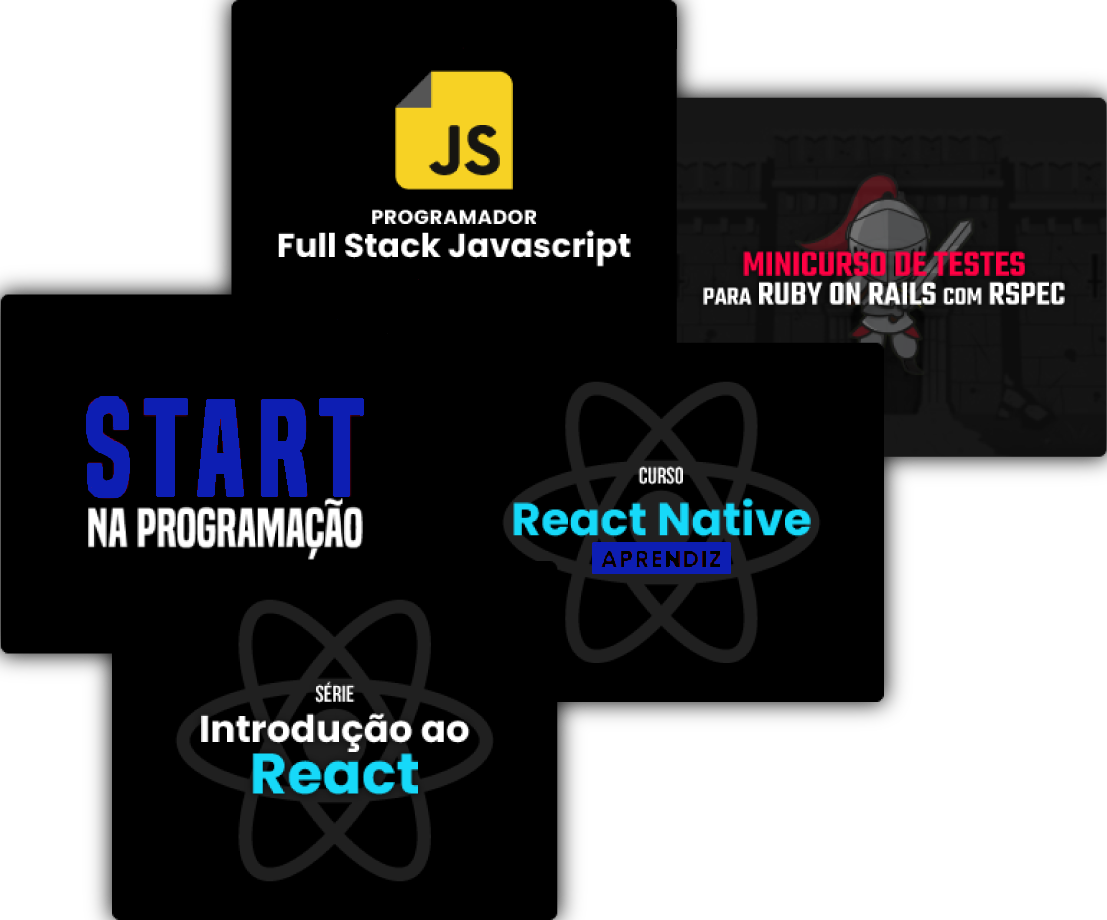 JS
PROGRAMADOR
Full Stack Javascript
MINICURSO DE TESTES
PARA RUBY ON RAILS COM RSPEC
START
NA PROGRAMAÇÃO
CURSO
React Native
APRENDIZ
SÉRIE
Introdução ao
React